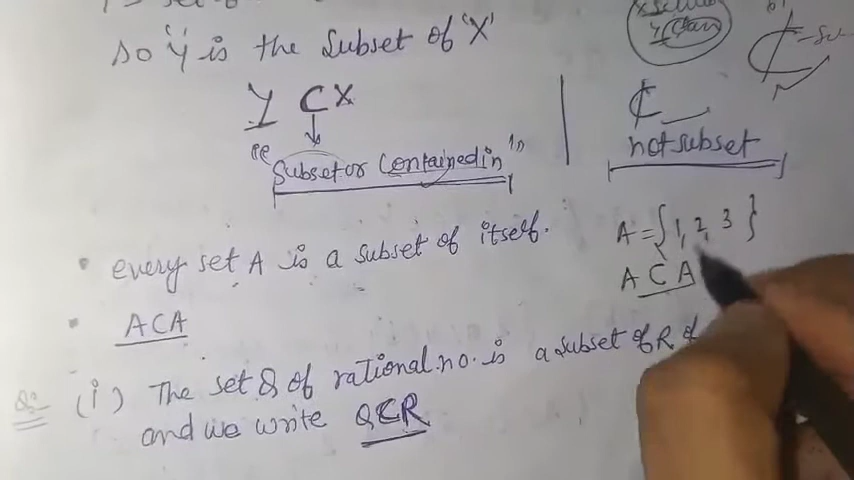 so 'Y' is the subset of 'X'
Y ⊂ X
⊄
not subset
"Subset or Contained in"
• every set A is a subset of itself.
A = {1, 2, 3}
A ⊂ A
• A⊂A
(i) The set Q of rational no. is a subset of R of
and we write Q⊂R